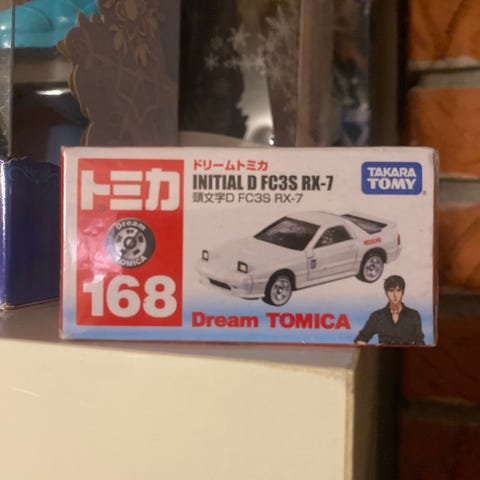 トミカ
Dream
TOMICA
168
ドリームトミカ
INITIAL D FC3S RX-7
頭文字D FC3S RX-7
TAKARA
TOMY
Dream TOMICA